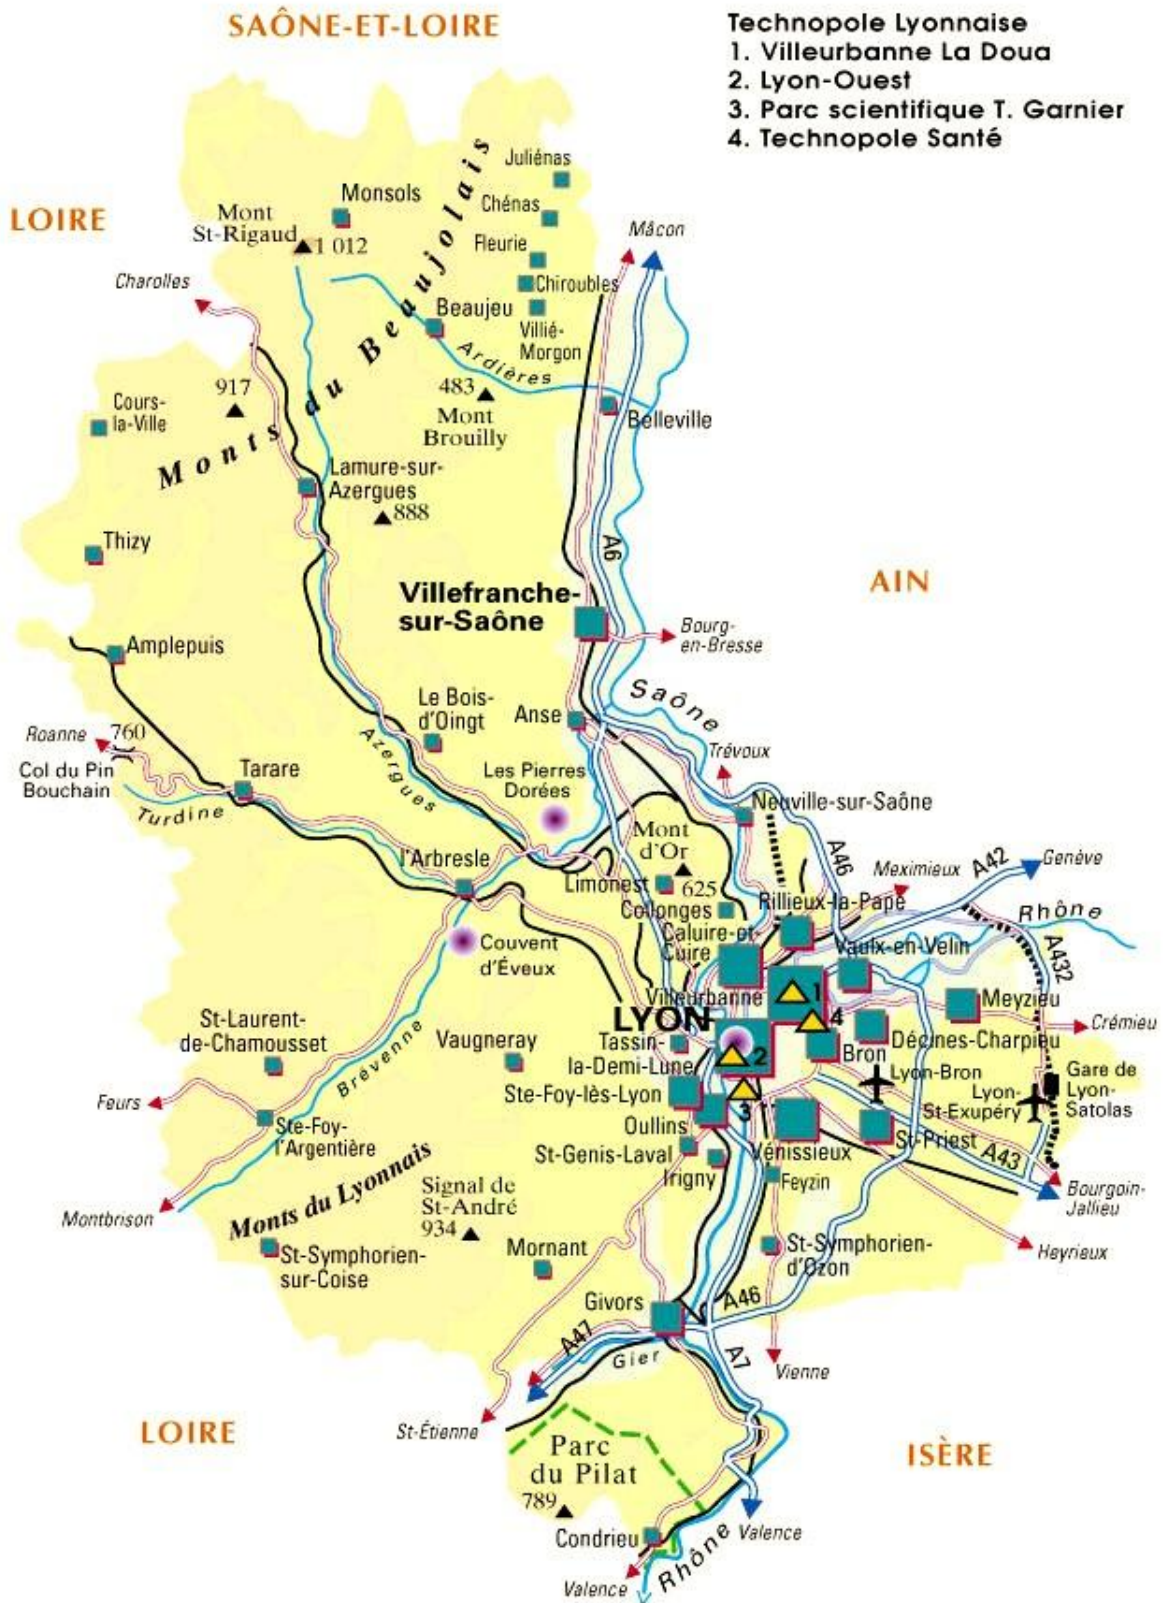 SAÔNE-ET-LOIRE
Technopole Lyonnaise
1. Villeurbanne La Doua
2. Lyon-Ouest
3. Parc scientifique T. Garnier
4. Technopole Santé
LOIRE
Juliénas
Monsols
Chénas
Mont
St-Rigaud
1 012
Fleurie
Mâcon
Charolles
Chiroubles
Beaujeu
Villié-
Morgon
Monts du Beaujolais
Ardières
917
483
Mont
Brouilly
Cours-
la-Ville
Belleville
Lamure-sur-
Azergues
888
Thizy
A6
AIN
Villefranche-
sur-Saône
Bourg-
en-Bresse
Amplepuis
Saône
Le Bois-
d'Oingt
Anse
Roanne
760
Col du Pin
Bouchain
Azergues
Trévoux
Tarare
Les Pierres
Dorées
Turdine
Neuville-sur-Saône
Mont
d'Or
625
A46
A42
Genève
Meximieux
l'Arbresle
Limonest
Collonges
Rillieux-la-Pape
Rhône
Caluire-et-
Cuire
Vaulx-en-Velin
A432
Couvent
d'Éveux
Villeurbanne
1
Meyzieu
LYON
4
Crémieu
St-Laurent-
de-Chamousset
Vaugneray
Tassin-
la-Demi-Lune
2
Bron
Décines-Charpieu
Brévenne
Lyon-Bron
Gare de
Lyon-
Satolas
Lyon-
St-Exupéry
Feurs
Ste-Foy-lès-Lyon
3
Ste-Foy-
l'Argentière
Oullins
Vénissieux
St-Priest
St-Genis-Laval
A43
Irigny
Feyzin
Monts du Lyonnais
Signal de
St-André
934
Bourgoin-
Jallieu
Montbrison
St-Symphorien-
sur-Coise
Mornant
St-Symphorien-
d'Ozon
Heyrieux
Givors
A46
A47
Gier
A7
Vienne
LOIRE
St-Étienne
Parc
du Pilat
789
ISÈRE
Condrieu
Rhône
Valence
Valence